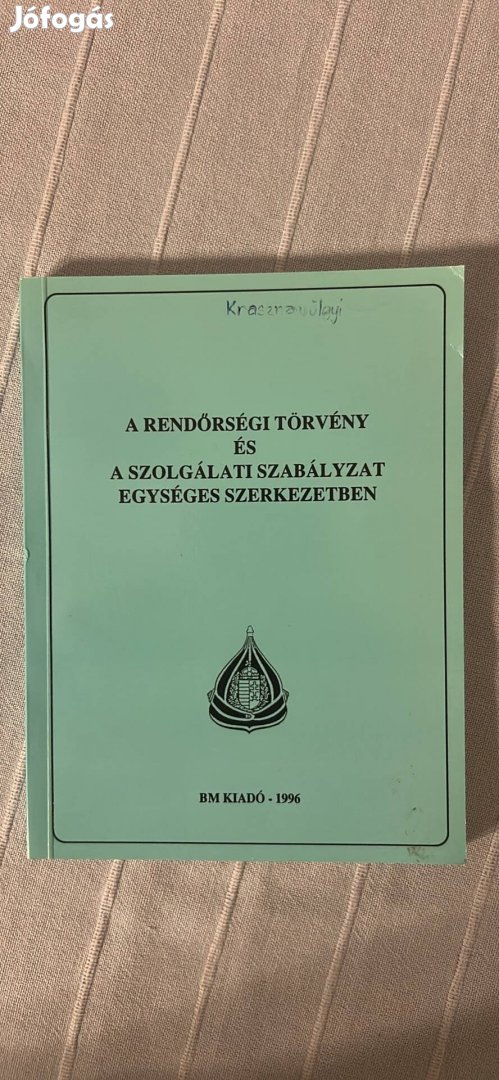 Jófogás
A RENDŐRSÉGI TÖRVÉNY
ÉS
A SZOLGÁLATI SZABÁLYZAT
EGYSÉGES SZERKEZETBEN
BM KIADÓ - 1996